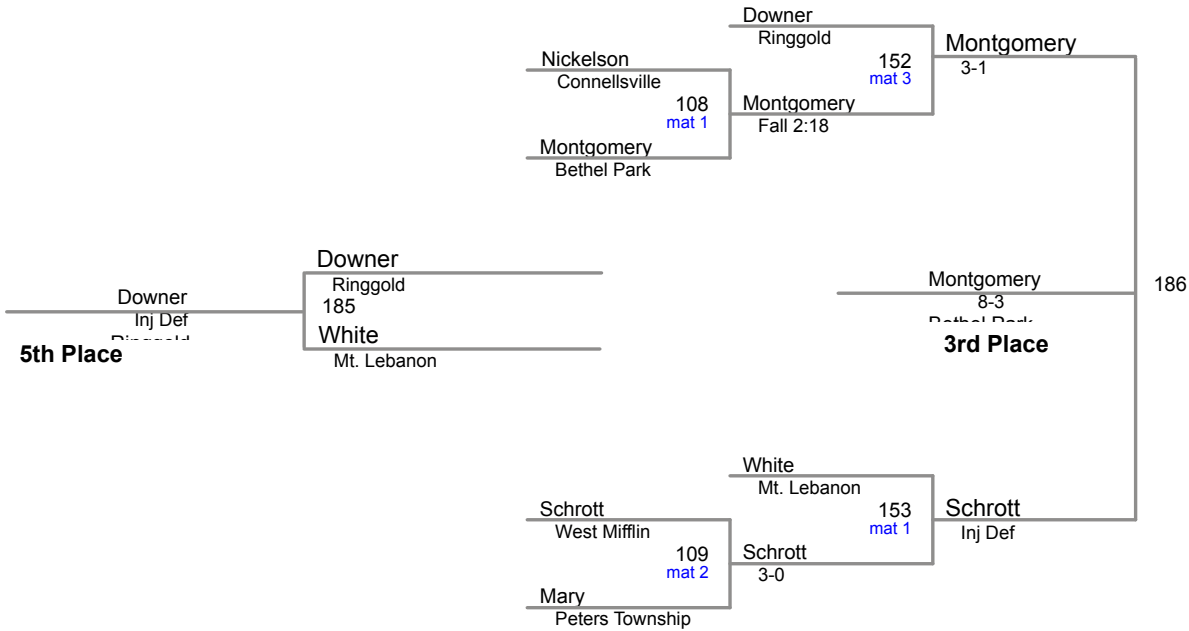 Downer
Ringgold
Nickelson
Connellsville
152
mat 3
Montgomery
3-1
108
mat 1
Montgomery
Fall 2:18
Montgomery
Bethel Park
Downer
Ringgold
185
Downer
Inj Def
Ringgold
5th Place
White
Mt. Lebanon
Montgomery
8-3
Bethel Park
3rd Place
186
White
Mt. Lebanon
Schrott
West Mifflin
153
mat 1
Schrott
Inj Def
109
mat 2
Schrott
3-0
Mary
Peters Township